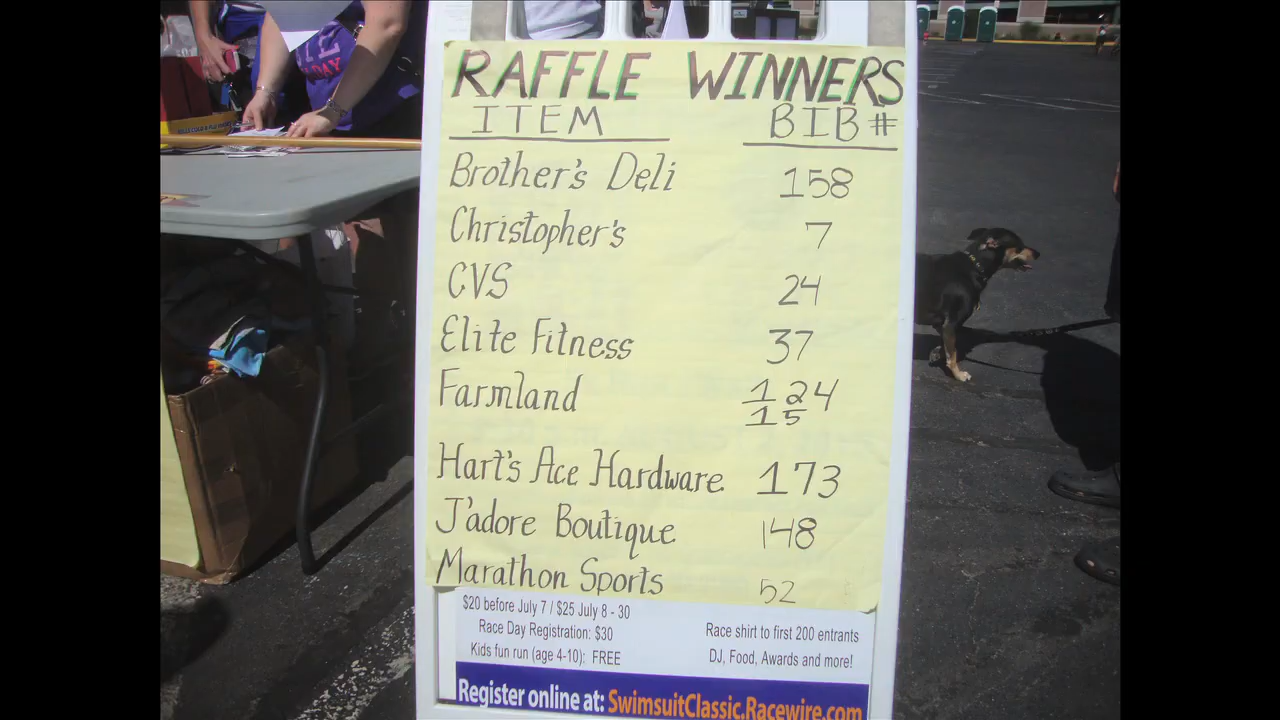 RAFFLE WINNERS
ITEM BIB#
Brother's Deli 158
Christopher's 7
CVS 24
Elite Fitness 37
Farmland 124
15
Hart's Ace Hardware 173
J'adore Boutique 148
Marathon Sports 52
$20 before July 7 / $25 July 8 - 30
Race Day Registration: $30
Kids fun run (age 4-10): FREE
Race shirt to first 200 entrants
DJ, Food, Awards and more!
Register online at: SwimsuitClassic.Racewire.com